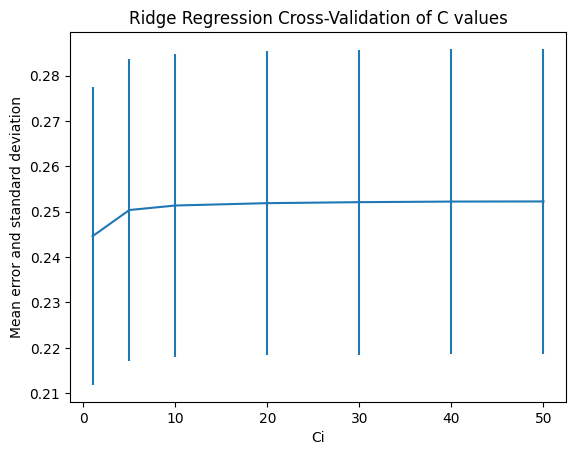 Ridge Regression Cross-Validation of C values
Mean error and standard deviation
0.28
0.27
0.26
0.25
0.24
0.23
0.22
0.21
0 10 20 30 40 50
Ci